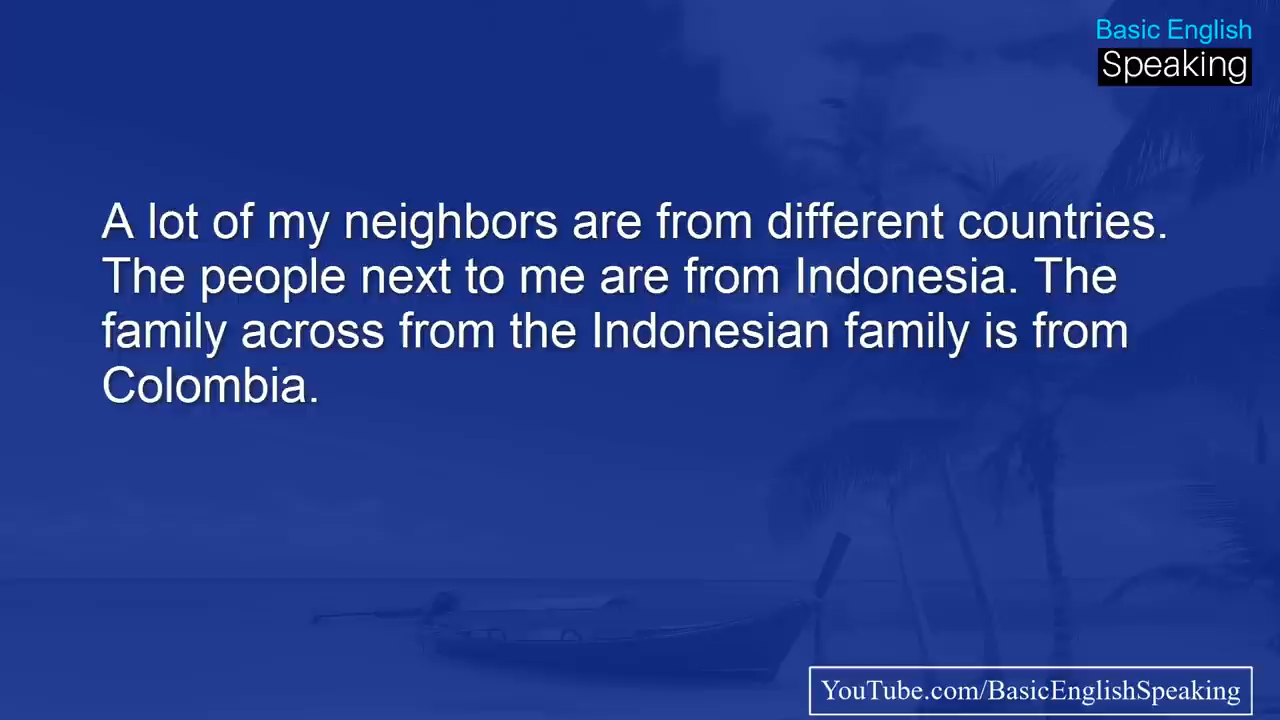 Basic English
Speaking
A lot of my neighbors are from different countries.
The people next to me are from Indonesia. The
family across from the Indonesian family is from
Colombia.
YouTube.com/BasicEnglishSpeaking